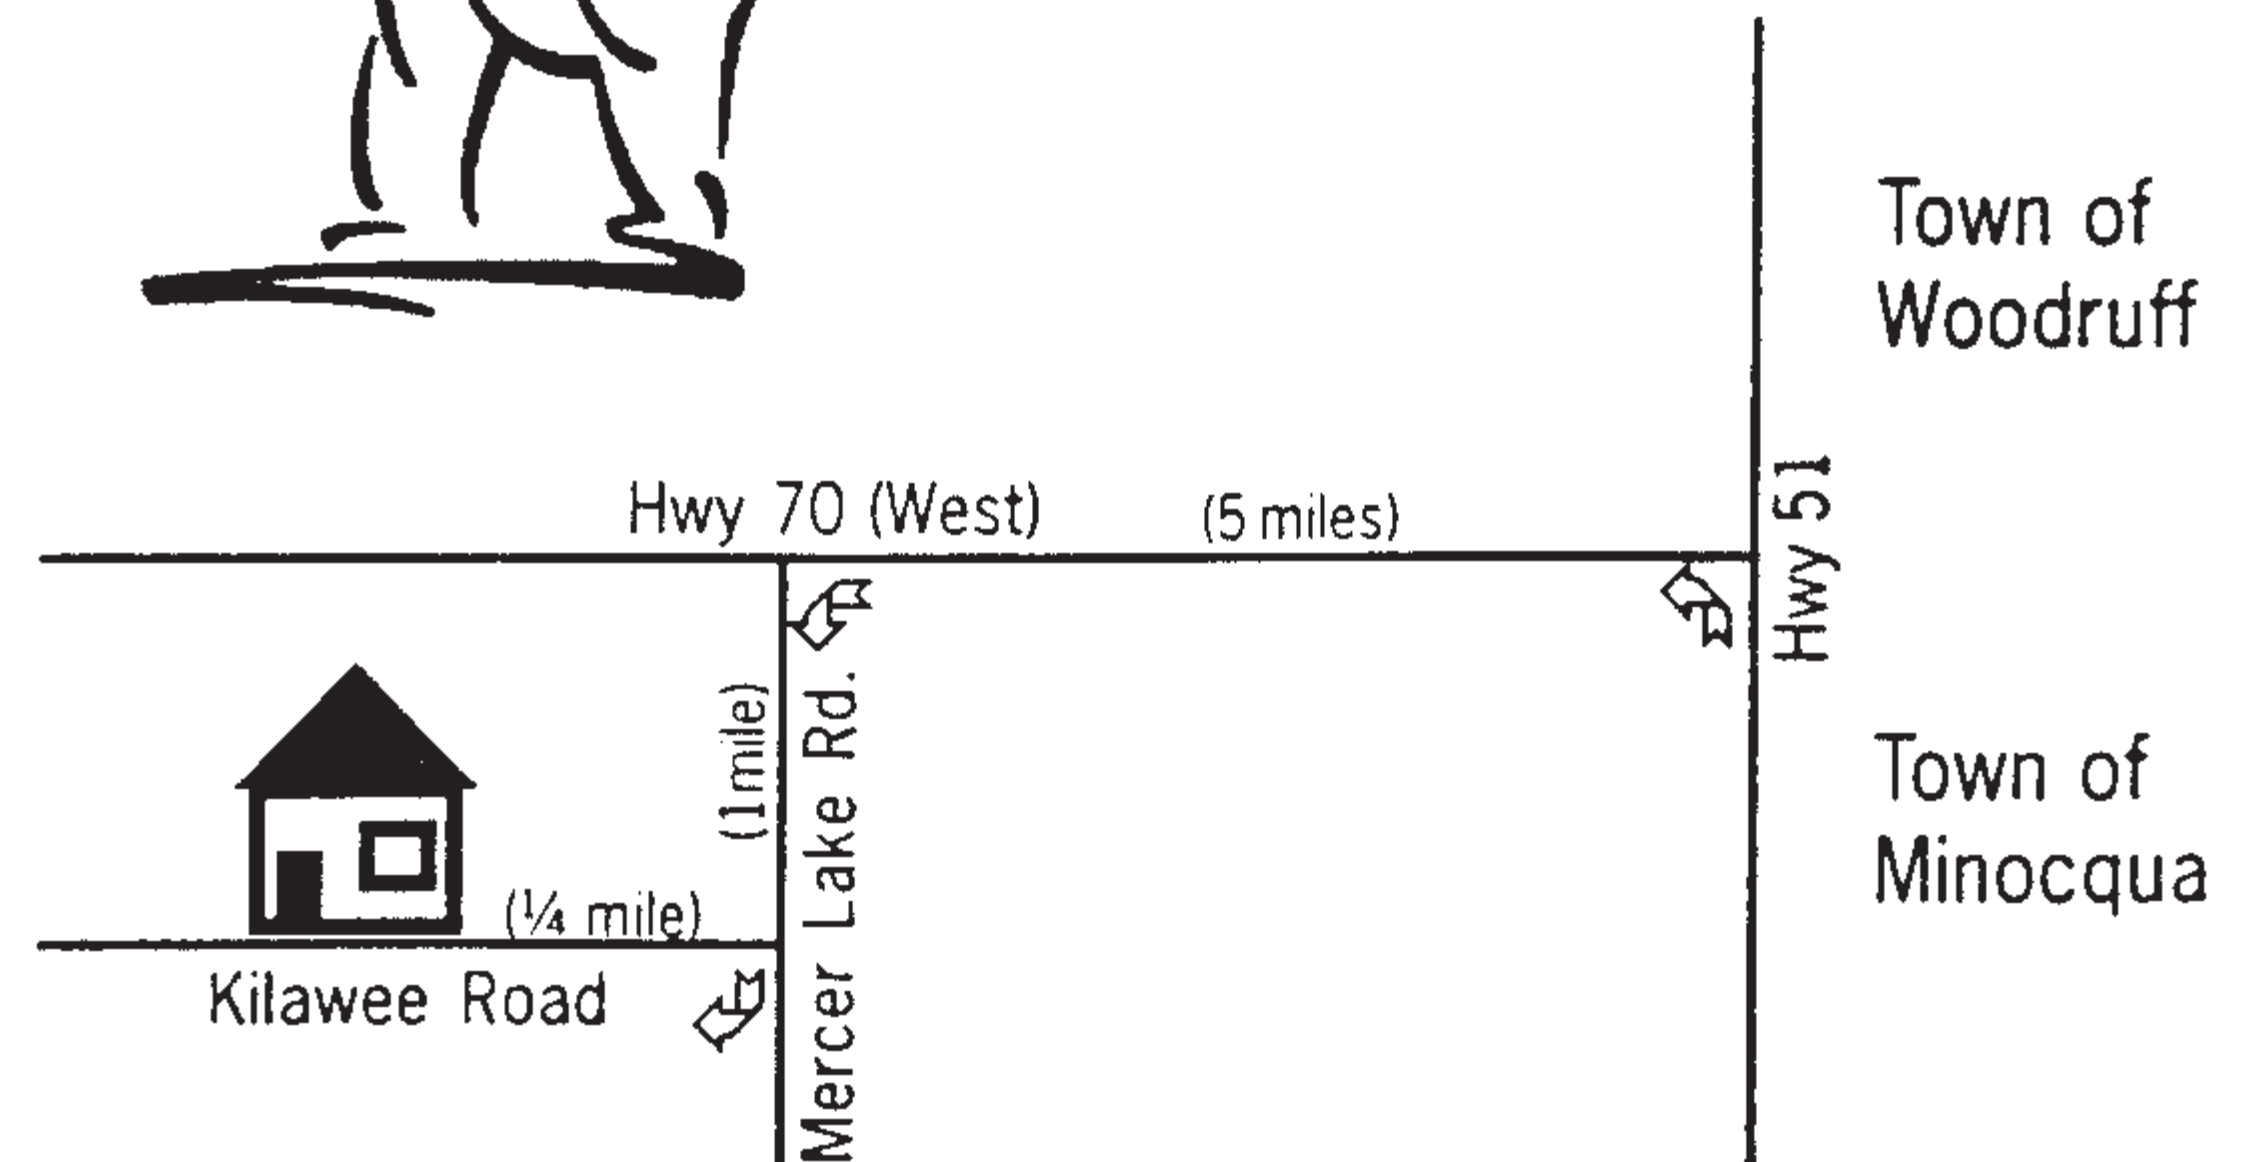 Town of
Woodruff
Hwy 70 (West)
(5 miles)
Hwy 51
(1 mile)
Mercer Lake Rd.
Town of
Minocqua
(¼ mile)
Kilawee Road